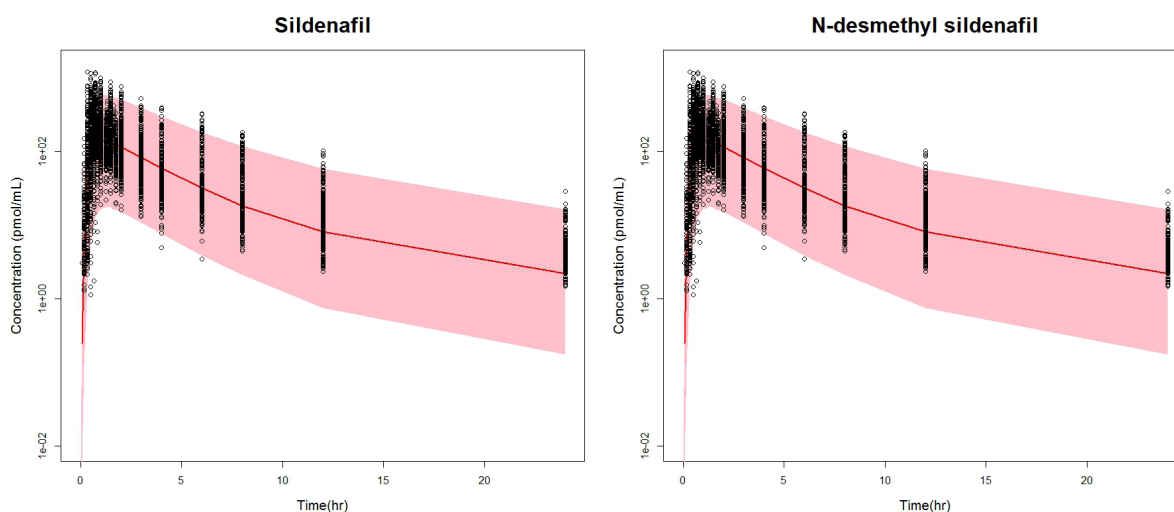 Sildenafil
Concentration (pmol/mL)
1e+02
1e+00
1e-02
0 5 10 15 20
Time(hr)
N-desmethyl sildenafil
Concentration (pmol/mL)
1e+02
1e+00
1e-02
0 5 10 15 20
Time(hr)